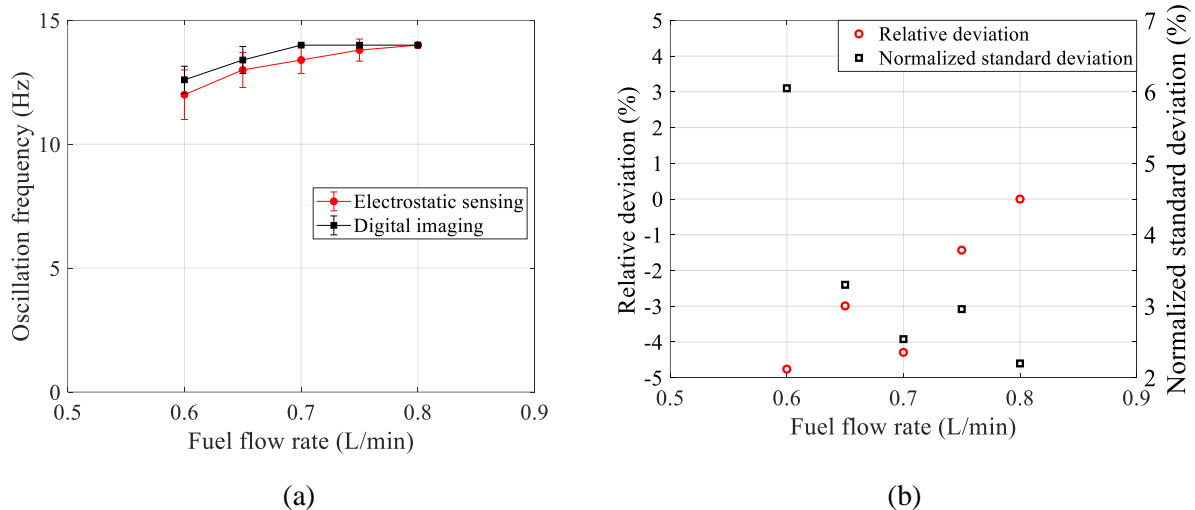 15
10
5
0
0.5
0.6
0.7
0.8
0.9
Oscillation frequency (Hz)
Fuel flow rate (L/min)
Electrostatic sensing
Digital imaging
(a)
5
4
3
2
1
0
-1
-2
-3
-4
-5
Relative deviation (%)
0.5
0.6
0.7
0.8
0.9
Fuel flow rate (L/min)
Relative deviation
Normalized standard deviation
7
6
5
4
3
2
Normalized standard deviation (%)
(b)